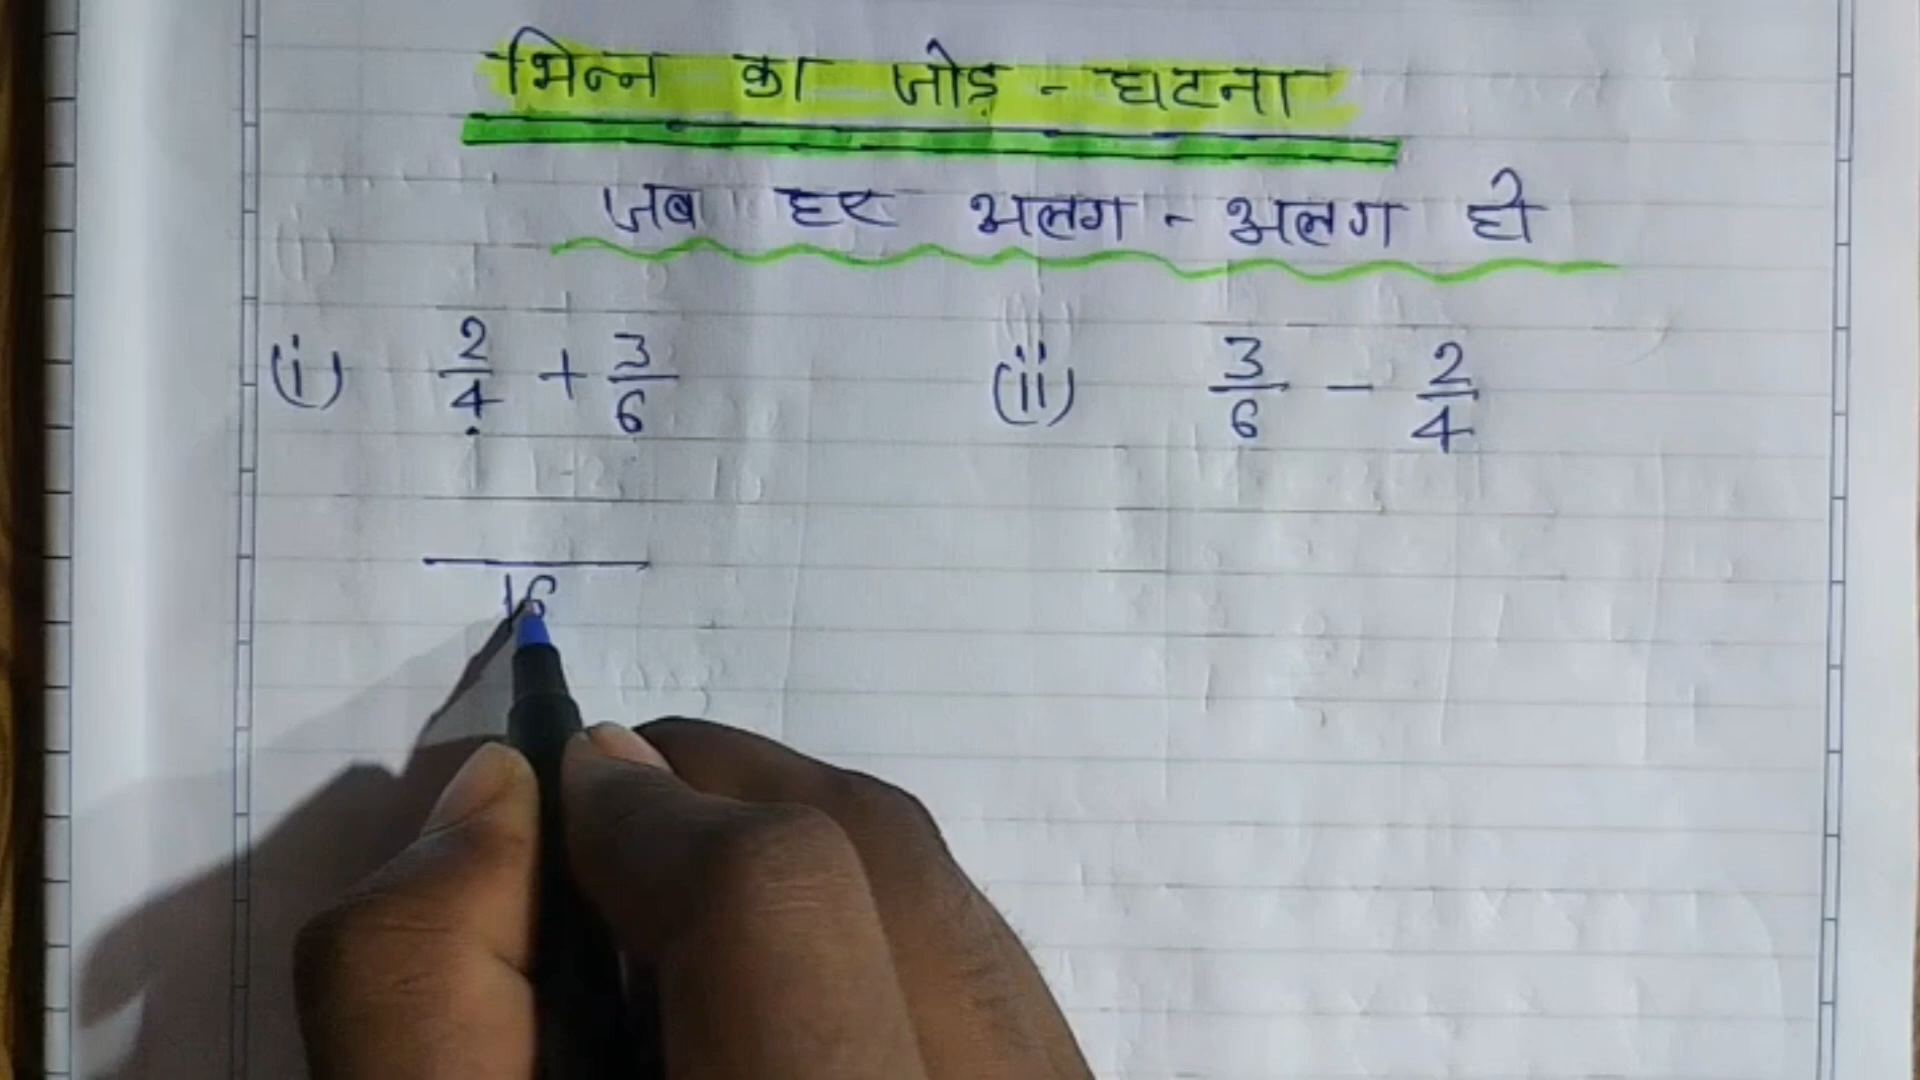 भिन्न का जोड़ - घटना
जब हर अलग - अलग हो
(i) 2/4 + 3/6 (ii) 3/6 - 2/4
16